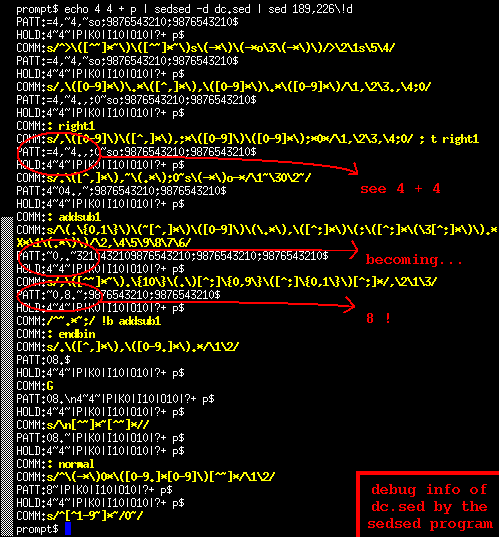 prompt$ echo 4 4 + p | sedsed -d dc.sed | sed 189,226\!d
PATT:=4,~4,~so;9876543210;9876543210$
HOLD:4~4~|P|K0|I10|O10|?+ p$
COMM:s/^>\([^~]*~\)\([^~]*~\)s\(-*\)\(-*o\3\(-*\)\)/>\2\1s\5\4/
PATT:=4,~4,~so;9876543210;9876543210$
HOLD:4~4~|P|K0|I10|O10|?+ p$
COMM:s/,\([0-9]*\).*\([^,]*\),\([0-9]*\).*\([0-9]*\)/\1,\2\3.,\4;0/
PATT:=4,~4.,;0~so;9876543210;9876543210$
HOLD:4~4~|P|K0|I10|O10|?+ p$
COMM:: right1
COMM:s/,\([0-9]\)\([^,]*\),;*\([0-9]\)\([0-9]*\);*0*/\1,\2\3,\4;0/ ; t right1
PATT:=4,~4.,;0~so;9876543210;9876543210$
HOLD:4~4~|P|K0|I10|O10|?+ p$
see 4 + 4
COMM:s/.\([^,]*\),~\(.*\);0~s\(-*\)o-*/\1~\30\2~/
PATT:~04.,~;9876543210;9876543210$
HOLD:4~4~|P|K0|I10|O10|?+ p$
COMM:: addsub1
COMM:s/\(.\{0,1\}\)\(~[^,]*\)\([0-9]\)\(\.*\),\([^;]*\)\(;\([^;]*\(\3[^;]*\)\).*X*\1\(.*\)\)/\2,\4\5\9\8\7\6/
PATT:~0,.~3210432109876543210;9876543210;9876543210$
becoming...
HOLD:4~4~|P|K0|I10|O10|?+ p$
COMM:s/,\([^~]*~\).\{10\}\(.\)[^;]\{0,9\}\([^;]\{0,1\}\)[^;]*/,\2\1\3/
PATT:~0,8.~;9876543210;9876543210$
HOLD:4~4~|P|K0|I10|O10|?+ p$
8 !
COMM:/^~.*~;/ !b addsub1
COMM:: endbin
COMM:s/.\([^,]*\),\([0-9.]*\).*/\1\2/
PATT:08.$
HOLD:4~4~|P|K0|I10|O10|?+ p$
COMM:G
PATT:08.\n4~4~|P|K0|I10|O10|?+ p$
HOLD:4~4~|P|K0|I10|O10|?+ p$
COMM:s/\n[^~]*~[^~]*//
PATT:08.~|P|K0|I10|O10|?+ p$
HOLD:4~4~|P|K0|I10|O10|?+ p$
COMM:: normal
COMM:s/^\(-*\)0*\([0-9.]*[0-9]\)[^~]*/\1\2/
PATT:8~|P|K0|I10|O10|?+ p$
HOLD:4~4~|P|K0|I10|O10|?+ p$
COMM:s/^[^1-9~]*~/0~/
prompt$
debug info of
dc.sed by the
sedsed program